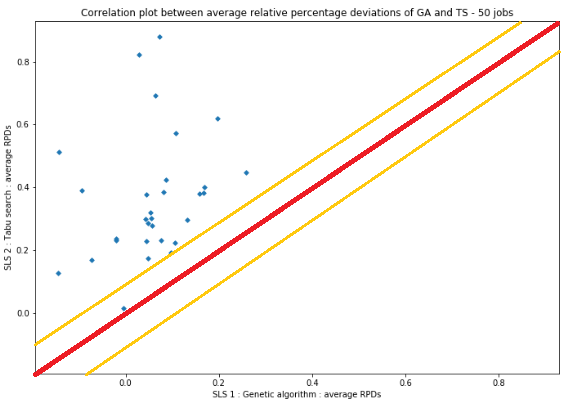 Correlation plot between average relative percentage deviations of GA and TS - 50 jobs
0.8
0.6
0.4
0.2
0.0
SLS 2 : Tabu search : average RPDs
0.0 0.2 0.4 0.6 0.8
SLS 1 : Genetic algorithm : average RPDs